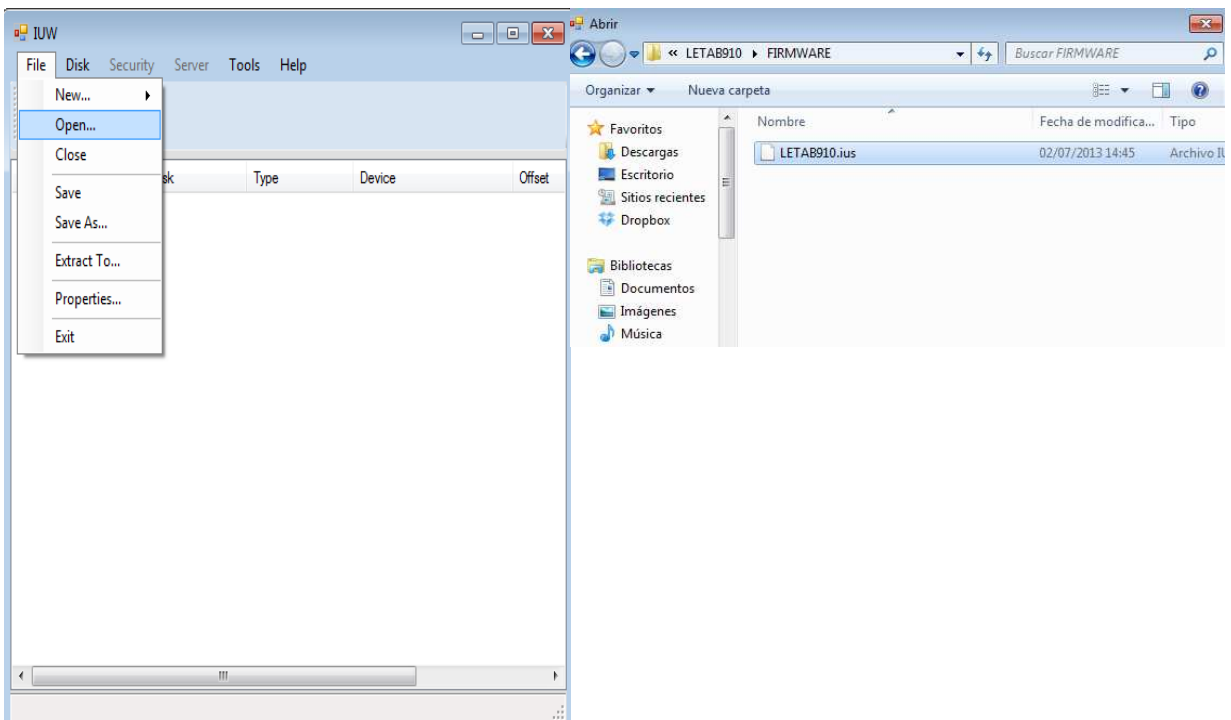 IUW
File Disk Security Server Tools Help
New...
Open...
Close
Save
Save As...
Extract To...
Properties...
Exit
Type Device Offset
Abrir
« LETAB910 FIRMWARE
Buscar FIRMWARE
Organizar Nueva carpeta
Favoritos
Descargas
Escritorio
Sitios recientes
Dropbox
Bibliotecas
Documentos
Imágenes
Música
Nombre Fecha de modifica... Tipo
LETAB910.ius 02/07/2013 14:45 Archivo